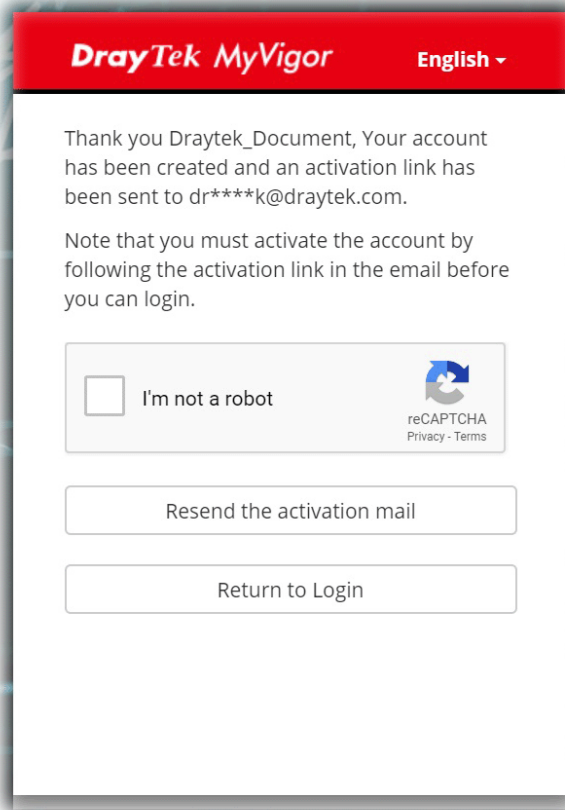 DrayTek MyVigor
English
Thank you Draytek_Document, Your account
has been created and an activation link has
been sent to dr****k@draytek.com.
Note that you must activate the account by
following the activation link in the email before
you can login.
I'm not a robot
reCAPTCHA
Privacy - Terms
Resend the activation mail
Return to Login